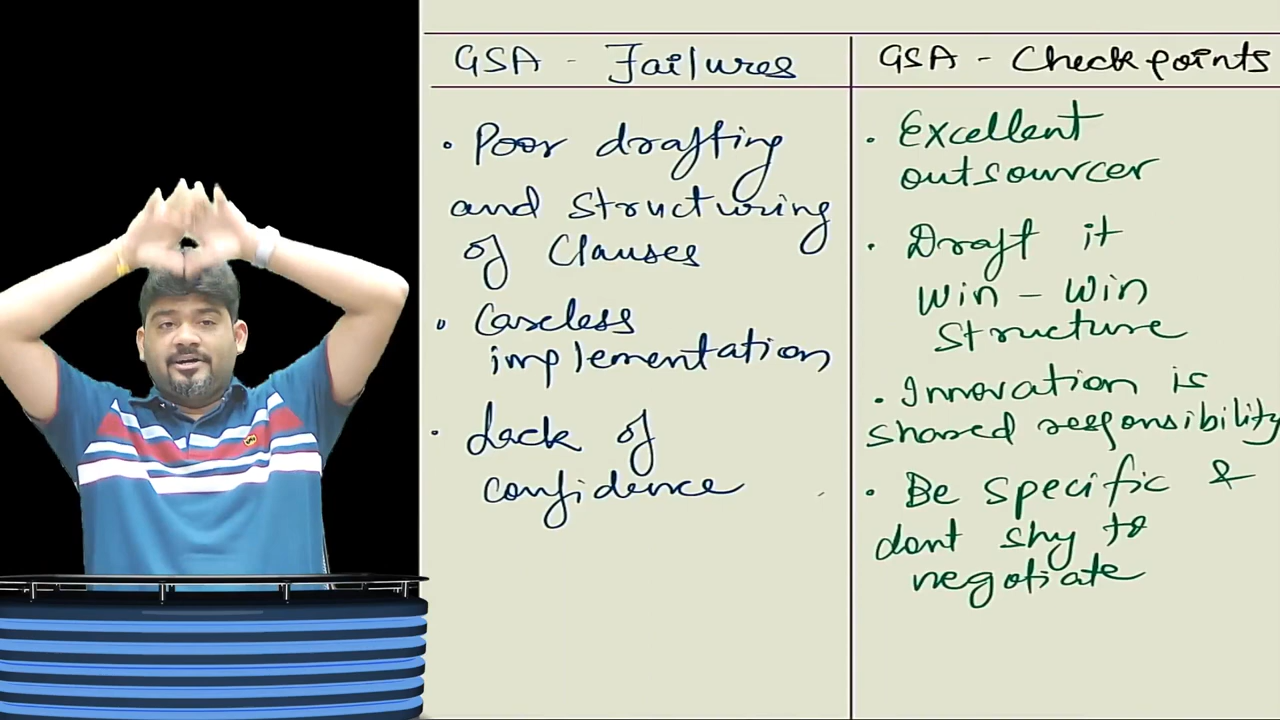 GSA - Failures
Poor drafting
and structuring
of Clauses
Careless
implementation
Lack of
confidence
GSA - Checkpoints
Excellent
outsourcer
Draft it
Win - Win
Structure
Innovation is
shared responsibility
Be specific &
dont shy to
negotiate